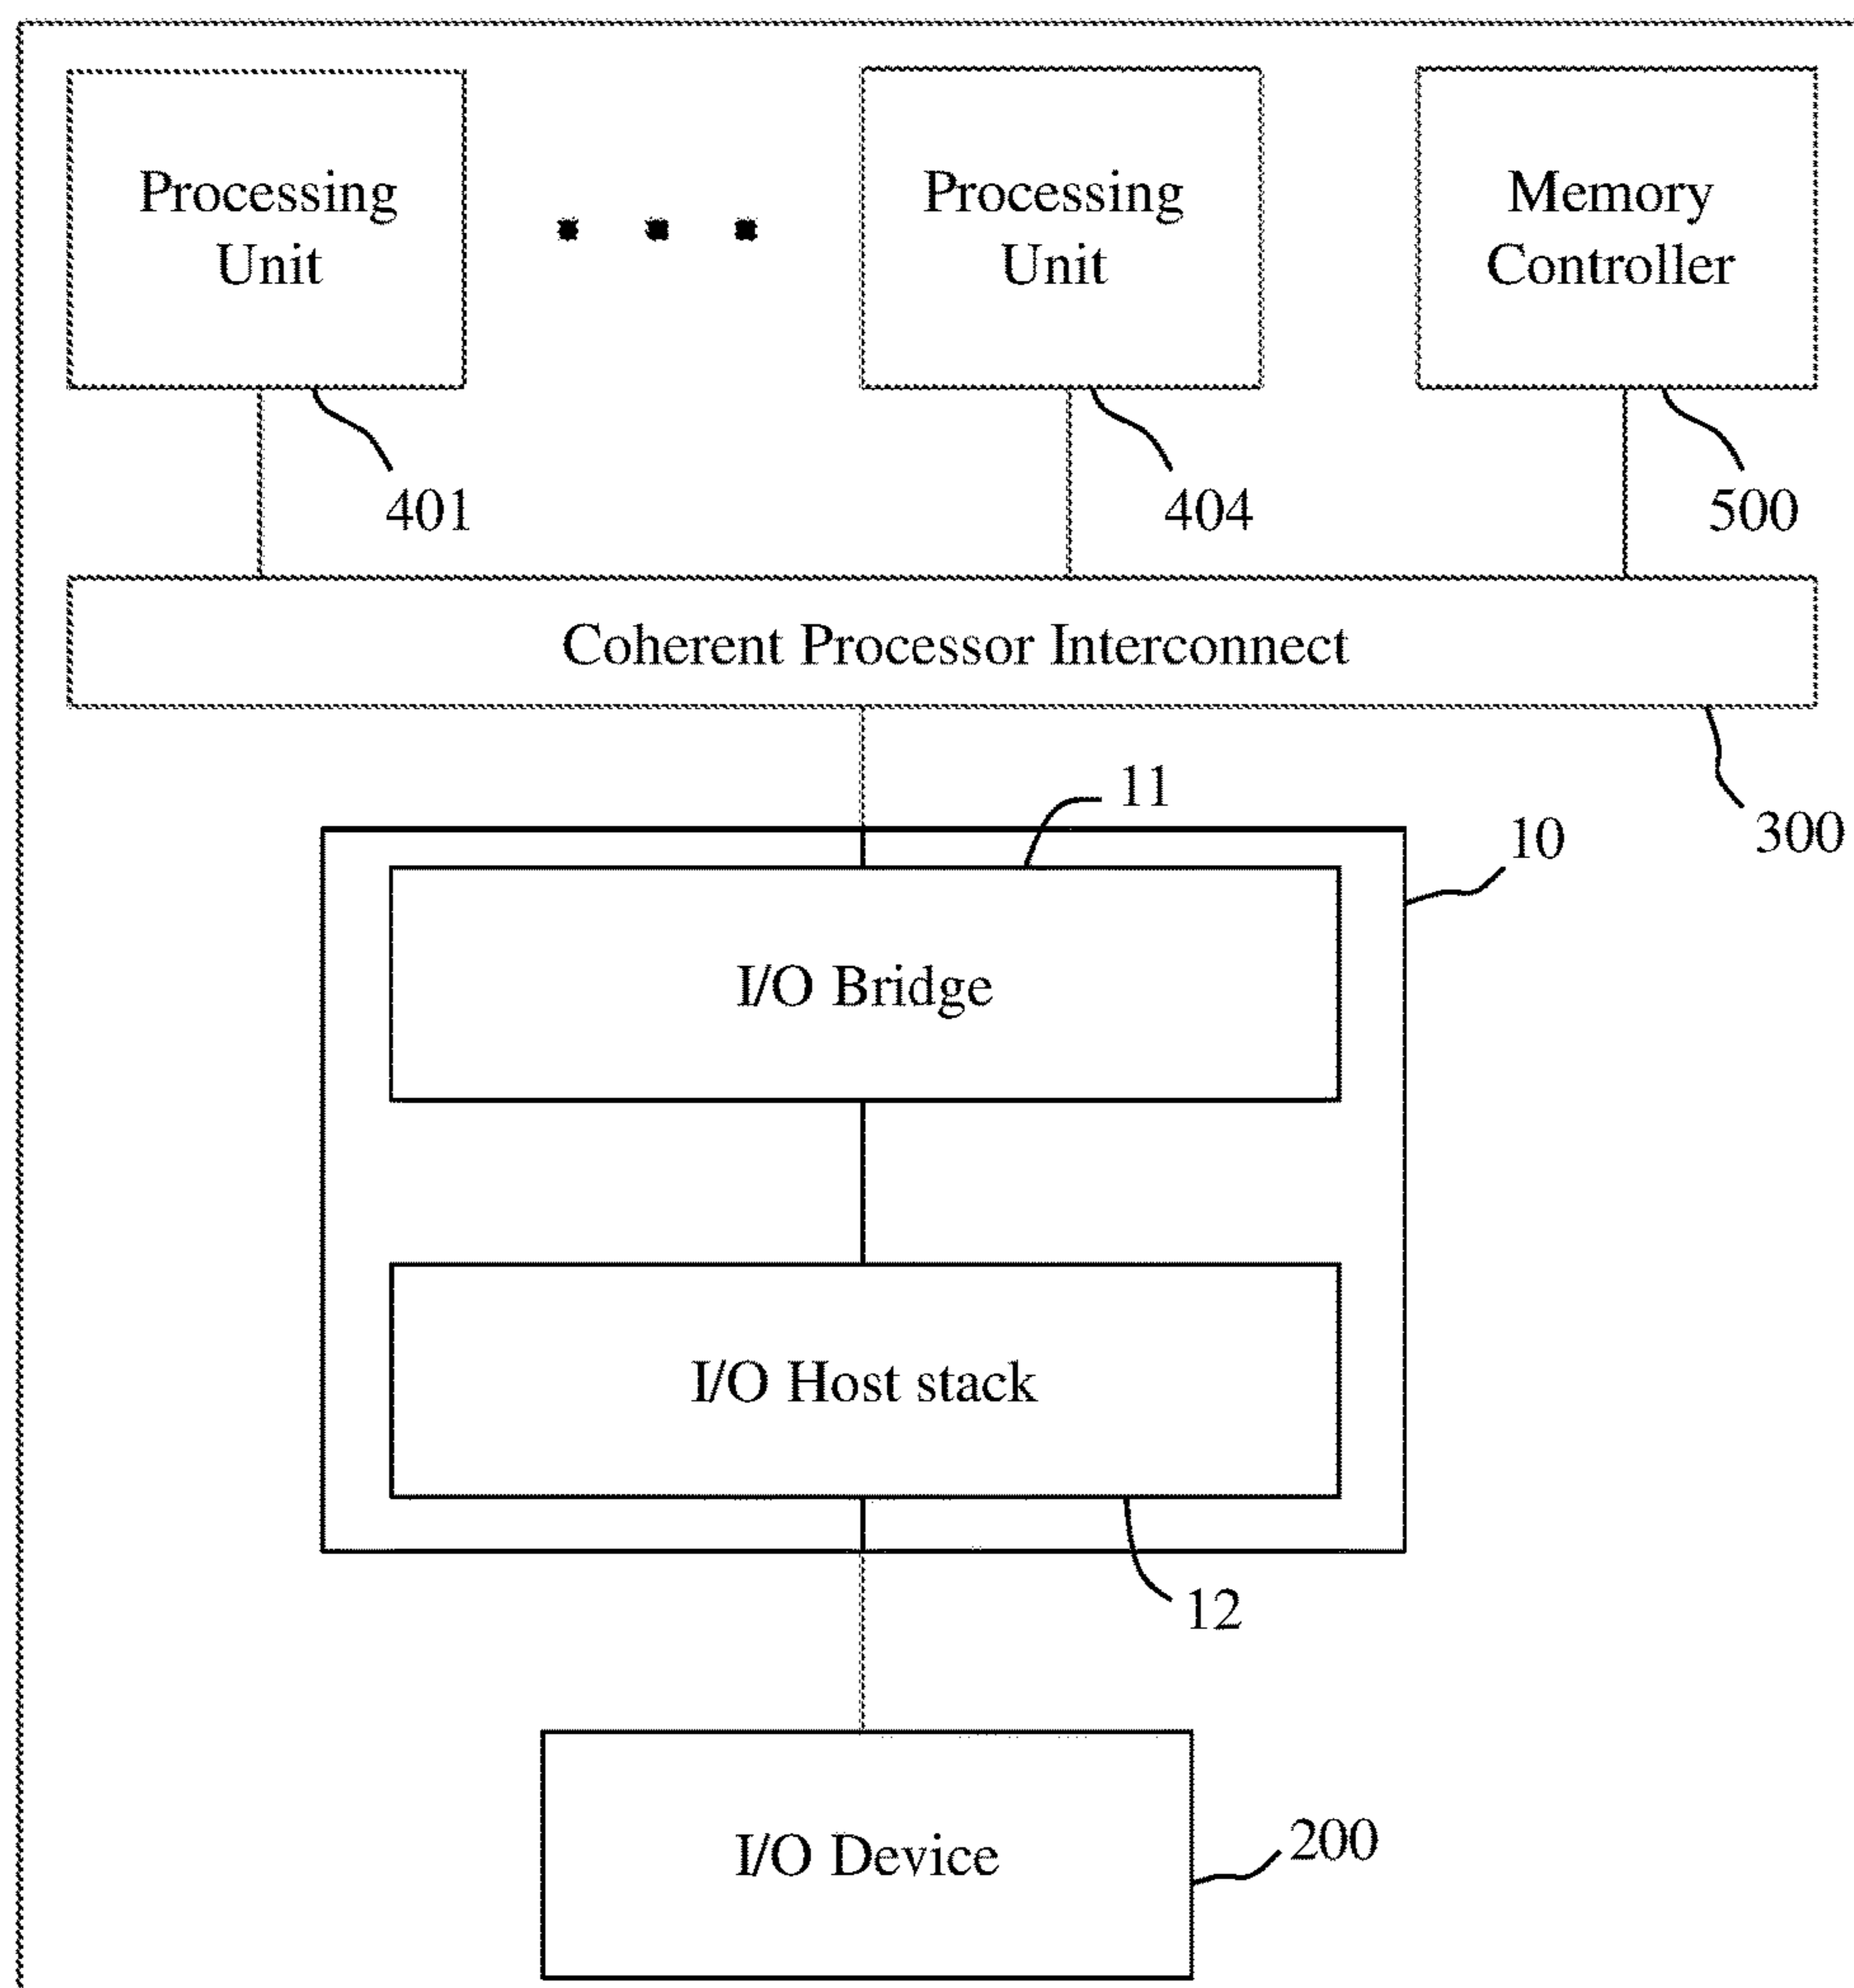 Processing
Unit
Processing
Unit
Memory
Controller
401
404
500
Coherent Processor Interconnect
11
10
300
I/O Bridge
I/O Host stack
12
I/O Device
200